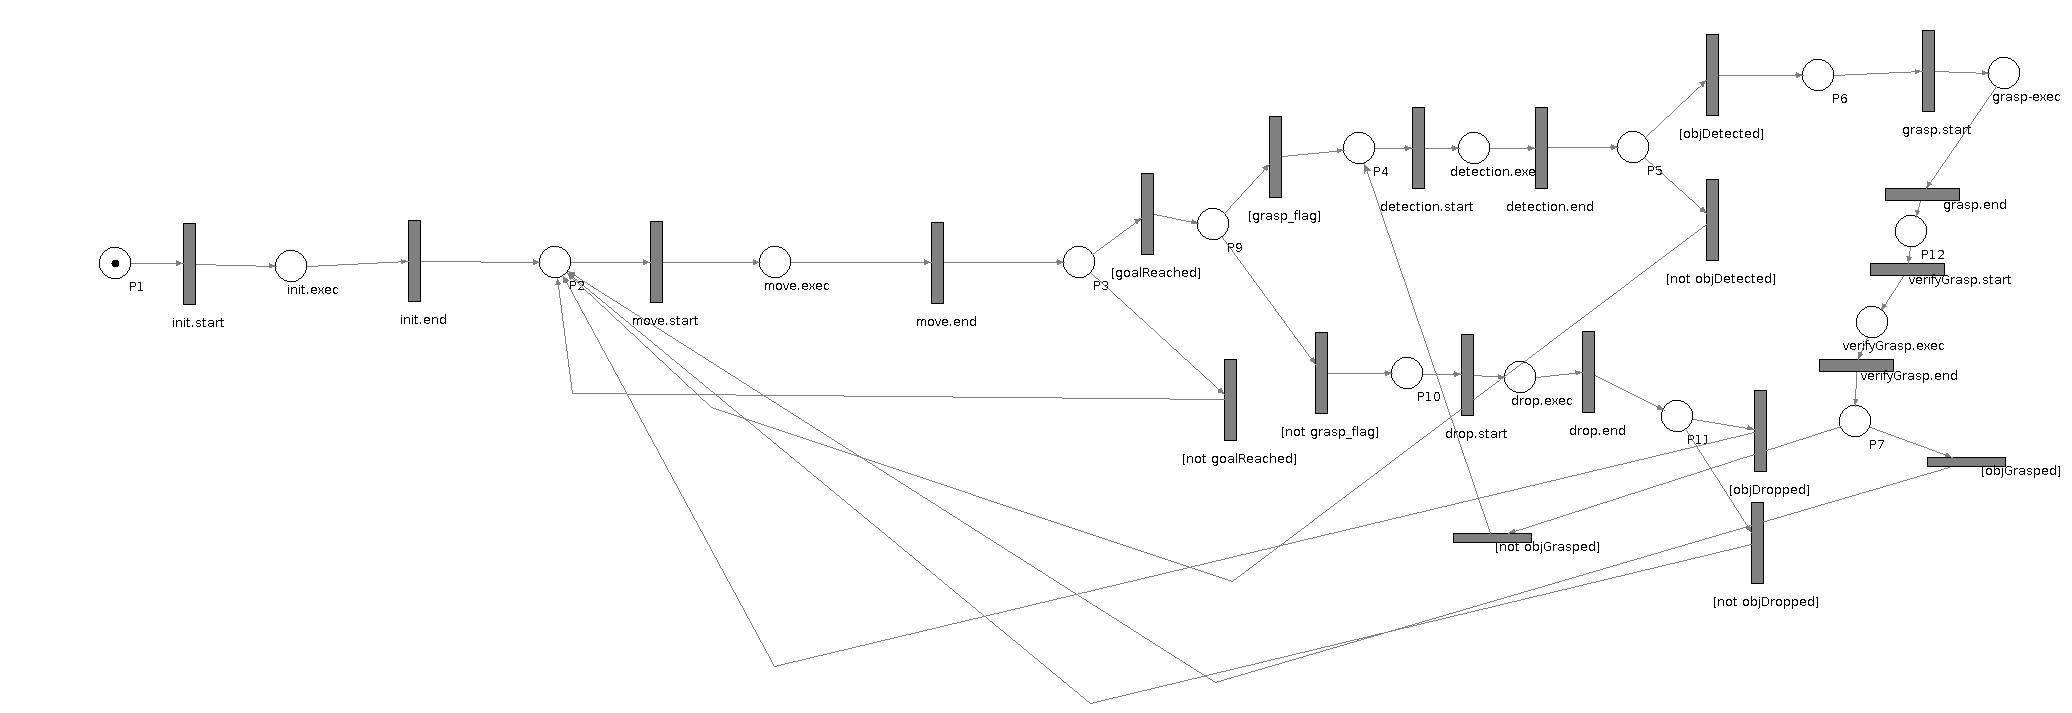 P6
grasp-exec
[objDetected]
grasp.start
P4
detection.exe
P5
[grasp_flag]
detection.start
detection.end
grasp.end
P9
P12
[goalReached]
[not objDetected]
verifyGrasp.start
P1
init.exec
P2
move.exec
P3
init.start
init.end
move.start
move.end
verifyGrasp.exec
verifyGrasp.end
P10
drop.exec
[not grasp_flag]
drop.start
drop.end
P11
P7
[not goalReached]
[objGrasped]
[objDropped]
[not objGrasped]
[not objDropped]